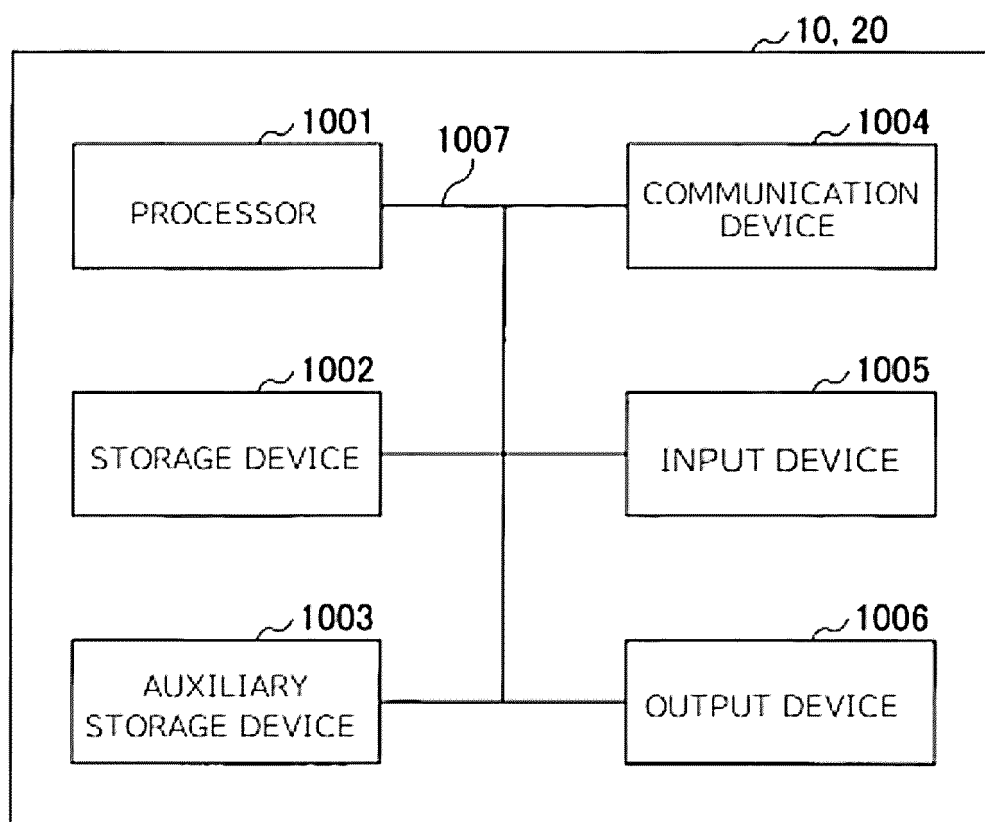 10, 20
1001
1007
1004
PROCESSOR
COMMUNICATION
DEVICE
1002
1005
STORAGE DEVICE
INPUT DEVICE
1003
1006
AUXILIARY
STORAGE DEVICE
OUTPUT DEVICE